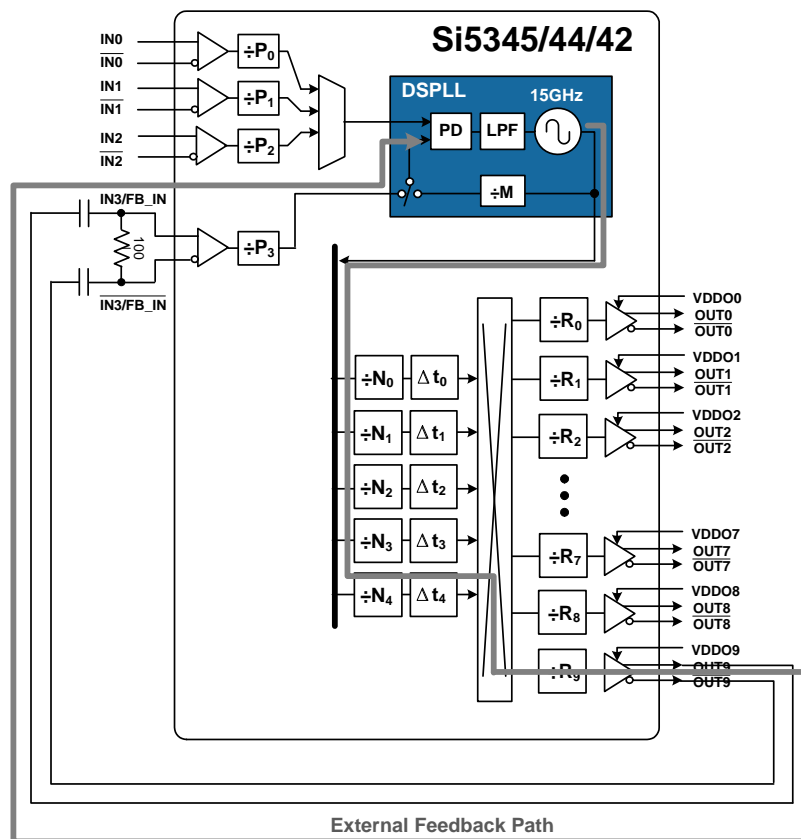 Si5345/44/42
IN0
IN0
IN1
IN1
IN2
IN2
÷P0
÷P1
÷P2
DSPLL
15GHz
PD
LPF
÷M
IN3/FB_IN
100
IN3/FB_IN
÷P3
÷N0
Δt0
÷N1
Δt1
÷N2
Δt2
÷N3
Δt3
÷N4
Δt4
÷R0
VDDO0
OUT0
OUT0
÷R1
VDDO1
OUT1
OUT1
÷R2
VDDO2
OUT2
OUT2
÷R7
VDDO7
OUT7
OUT7
÷R8
VDDO8
OUT8
OUT8
÷R9
VDDO9
OUT9
OUT9
External Feedback Path